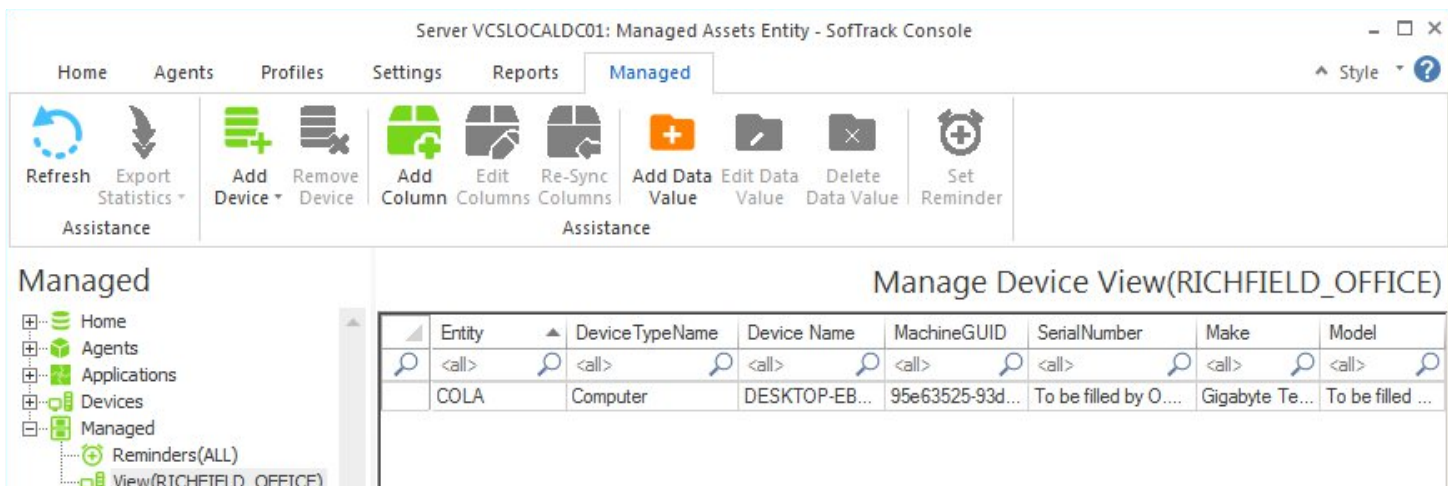 Server VCSLOCALDC01: Managed Assets Entity - SofTrack Console
Home Agents Profiles Settings Reports Managed Style
Refresh Export Statistics Add Device Remove Device Add Column Edit Columns Re-Sync Columns Add Data Value Edit Data Value Delete Data Value Set Reminder
Assistance Assistance
Managed
Manage Device View(RICHFIELD_OFFICE)
Home
Agents
Applications
Devices
Managed
Reminders(ALL)
View(RICHFIELD_OFFICE)
Entity DeviceTypeName Device Name MachineGUID SerialNumber Make Model
<all> <all> <all> <all> <all> <all> <all>
COLA Computer DESKTOP-EB... 95e63525-93d... To be filled by O.... Gigabyte Te... To be filled ...